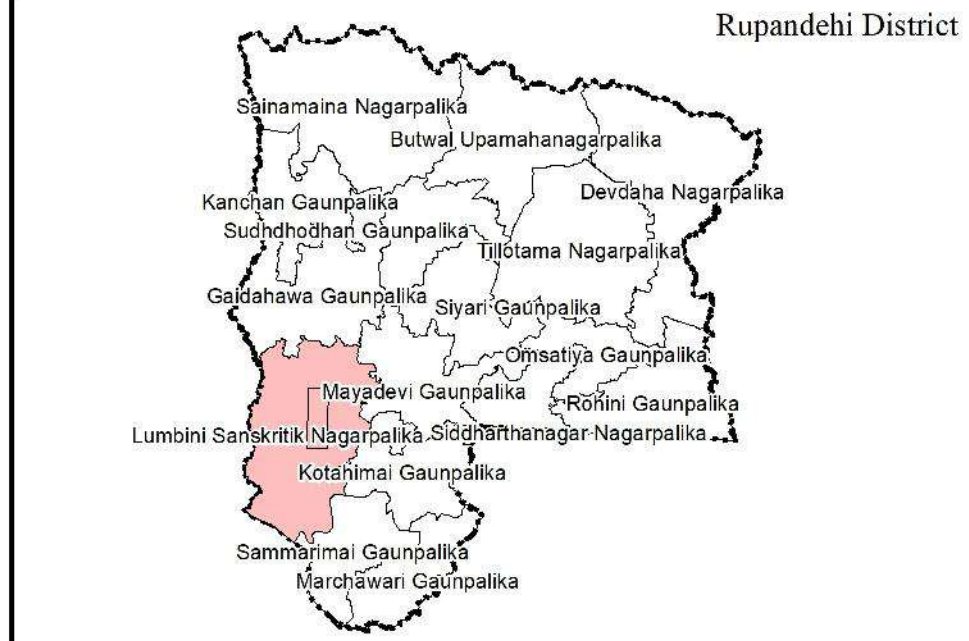 Rupandehi District
Sainamaina Nagarpalika
Butwal Upamahanagarpalika
Devdaha Nagarpalika
Kanchan Gaunpalika
Sudhdhodhan Gaunpalika
Tillotama Nagarpalika
Gaidahawa Gaunpalika
Siyari Gaunpalika
Omsatiya Gaunpalika
Mayadevi Gaunpalika
Rohini Gaunpalika
Lumbini Sanskritik Nagarpalika
Siddharthanagar Nagarpalika
Kotahimai Gaunpalika
Sammarimai Gaunpalika
Marchawari Gaunpalika